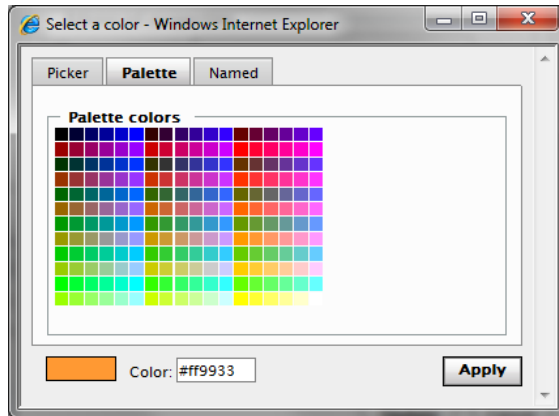 Select a color - Windows Internet Explorer
Picker Palette Named
Palette colors
Color: #ff9933 Apply